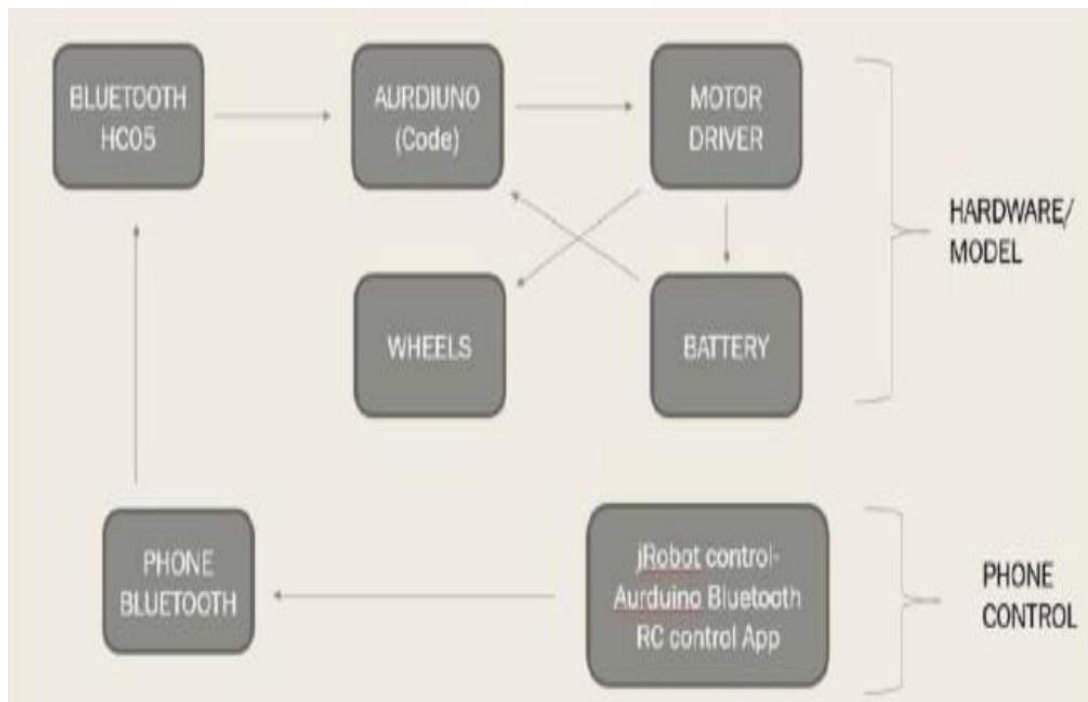 BLUETOOTH
HC05
AURDIUNO
(Code)
MOTOR
DRIVER
HARDWARE/
MODEL
WHEELS
BATTERY
PHONE
BLUETOOTH
jRobot control-
Aurduino Bluetooth
RC control App
PHONE
CONTROL